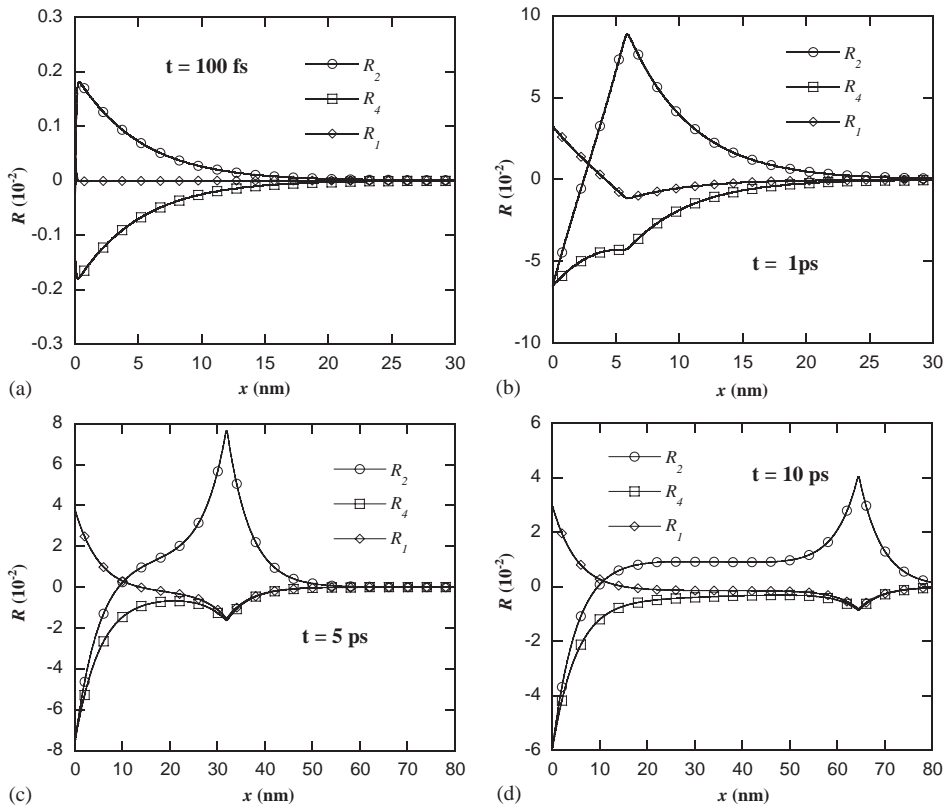 0.3
0.2
0.1
0
-0.1
-0.2
-0.3
R (10⁻²)
t = 100 fs
R₂
R₄
R₁
0 5 10 15 20 25 30
x (nm)
(a)
10
5
0
-5
-10
R (10⁻²)
R₂
R₄
R₁
t = 1ps
0 5 10 15 20 25 30
x (nm)
(b)
8
6
4
2
0
-2
-4
-6
-8
R (10⁻²)
R₂
R₄
R₁
t = 5 ps
0 10 20 30 40 50 60 70 80
x (nm)
(c)
6
4
2
0
-2
-4
-6
R (10⁻²)
R₂
R₄
R₁
t = 10 ps
0 10 20 30 40 50 60 70 80
x (nm)
(d)